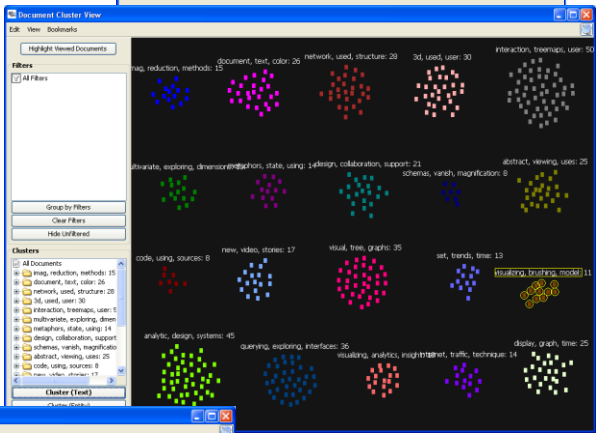 Document Cluster View
Edit View Bookmarks
Highlight Viewed Documents
Filters
All Filters
Group by Filters
Clear Filters
Hide Unfiltered
Clusters
All Documents
imag, reduction, methods: 15
document, text, color: 26
network, used, structure: 28
3d, used, user: 30
interaction, treemaps, user: 5
multivariate, exploring, dimen
metaphors, state, using: 14
design, collaboration, support
schemas, vanish, magnificatio
abstract, viewing, uses: 25
code, using, sources: 8
new, video, stories: 17
Cluster (Text)
Cluster (Entity)
mag, reduction, methods: 15
document, text, color: 26
network, used, structure: 28
3d, used, user: 30
interaction, treemaps, user: 50
ultivariate, exploring, dimension
metaphors, state, using: 14
design, collaboration, support: 21
schemas, vanish, magnification: 8
abstract, viewing, uses: 25
code, using, sources: 8
new, video, stories: 17
visual, tree, graphs: 35
set, trends, time: 13
visualizing, brushing, model: 11
analytic, design, systems: 45
querying, exploring, interfaces: 36
visualizing, analytics, insight
net, traffic, technique: 14
display, graph, time: 25